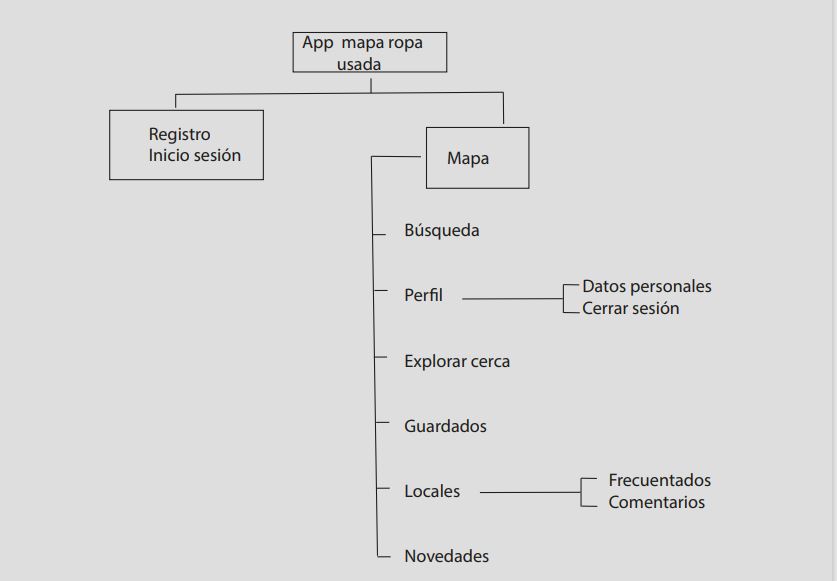 App mapa ropa
usada
Registro
Inicio sesión
Mapa
Búsqueda
Perfil
Datos personales
Cerrar sesión
Explorar cerca
Guardados
Locales
Frecuentados
Comentarios
Novedades